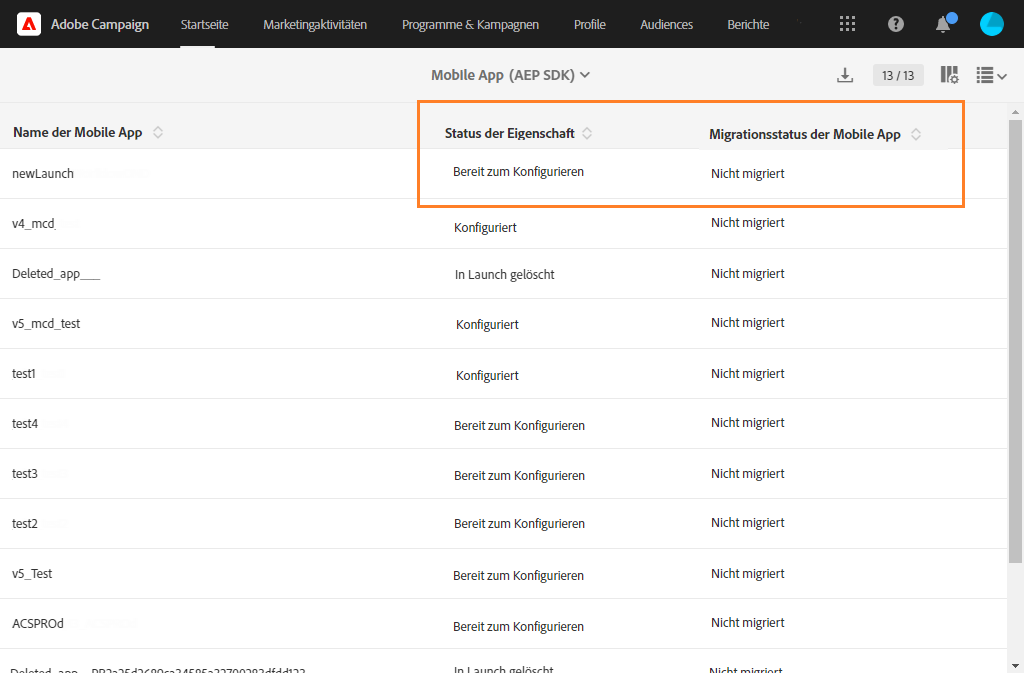 Adobe Campaign Startseite Marketingaktivitäten Programme & Kampagnen Profile Audiences Berichte
Mobile App (AEP SDK) 13 / 13
Name der Mobile App Status der Eigenschaft Migrationsstatus der Mobile App
newLaunch Bereit zum Konfigurieren Nicht migriert
v4_mcd Konfiguriert Nicht migriert
Deleted_app___ In Launch gelöscht Nicht migriert
v5_mcd_test Konfiguriert Nicht migriert
test1 Konfiguriert Nicht migriert
test4 Bereit zum Konfigurieren Nicht migriert
test3 Bereit zum Konfigurieren Nicht migriert
test2 Bereit zum Konfigurieren Nicht migriert
v5_Test Bereit zum Konfigurieren Nicht migriert
ACSPROd Bereit zum Konfigurieren Nicht migriert
In Launch gelöscht Nicht migriert